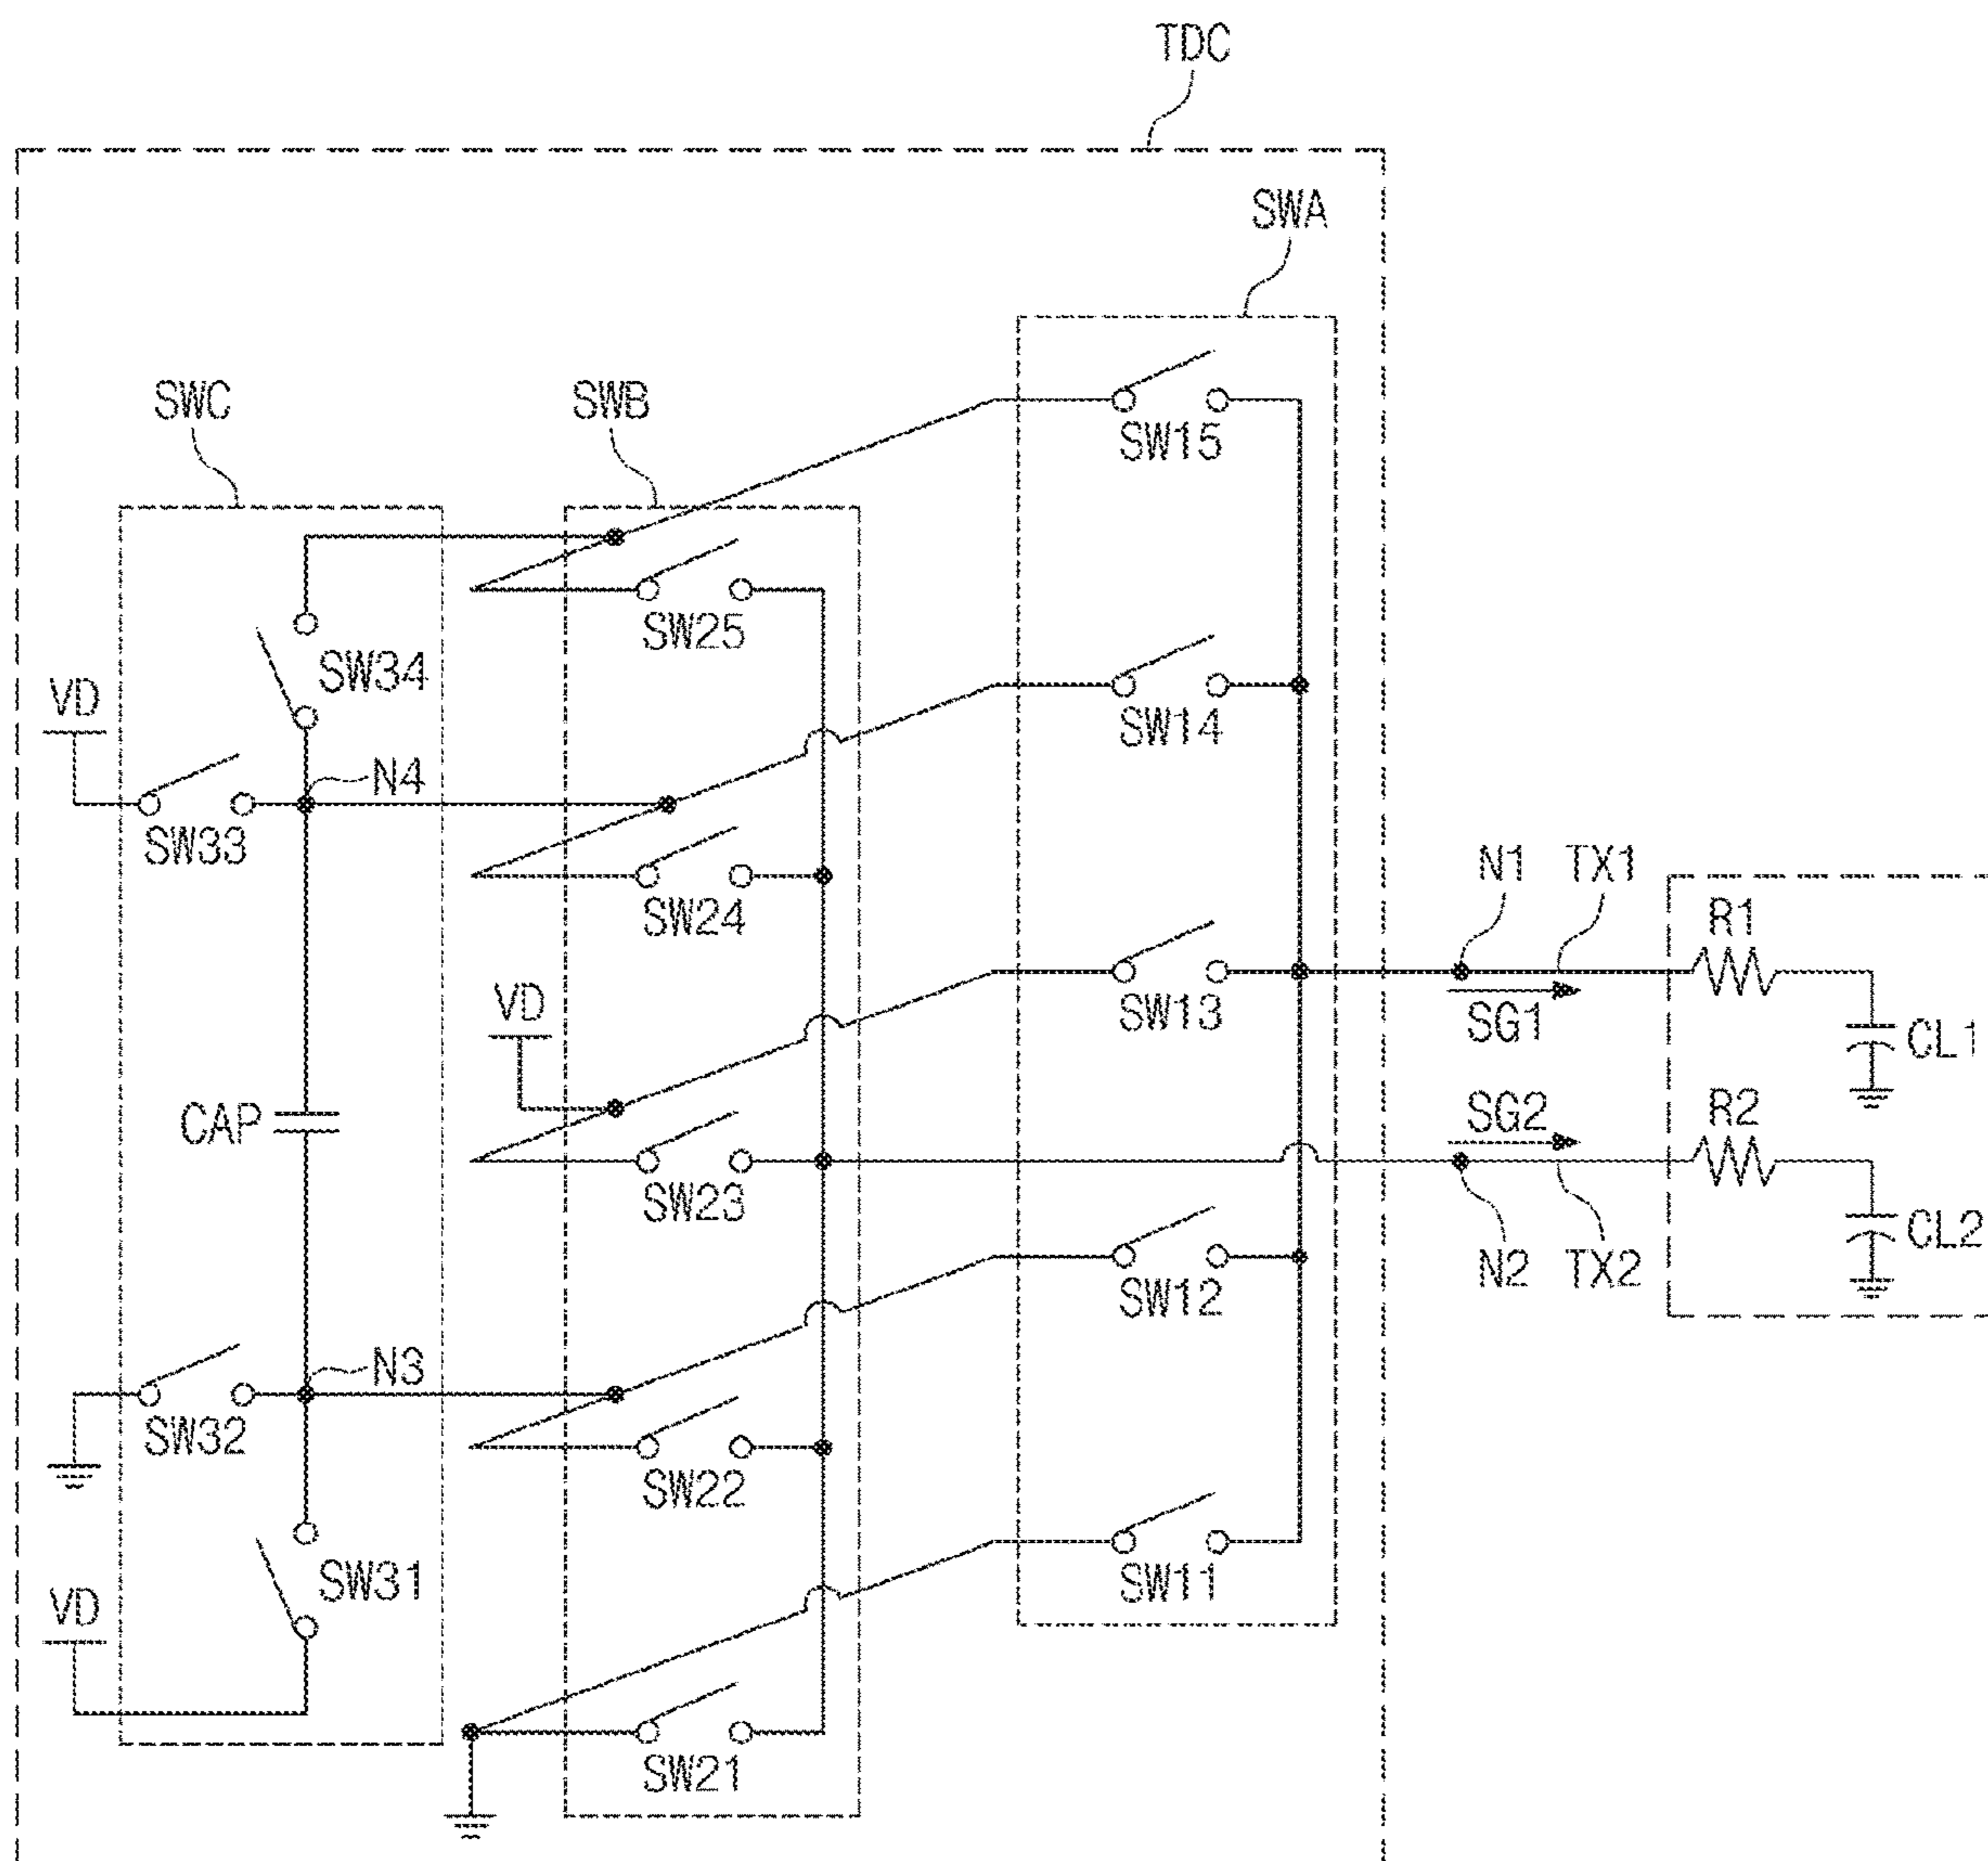 TDC
SWA
SWC
SWB
SW15
SW25
SW34
VD
SW14
N4
SW33
SW24
N1
TX1
R1
VD
SW13
SG1
CL1
CAP
SG2
R2
SW23
CL2
N2
TX2
SW12
N3
SW32
SW22
SW31
SW11
VD
SW21